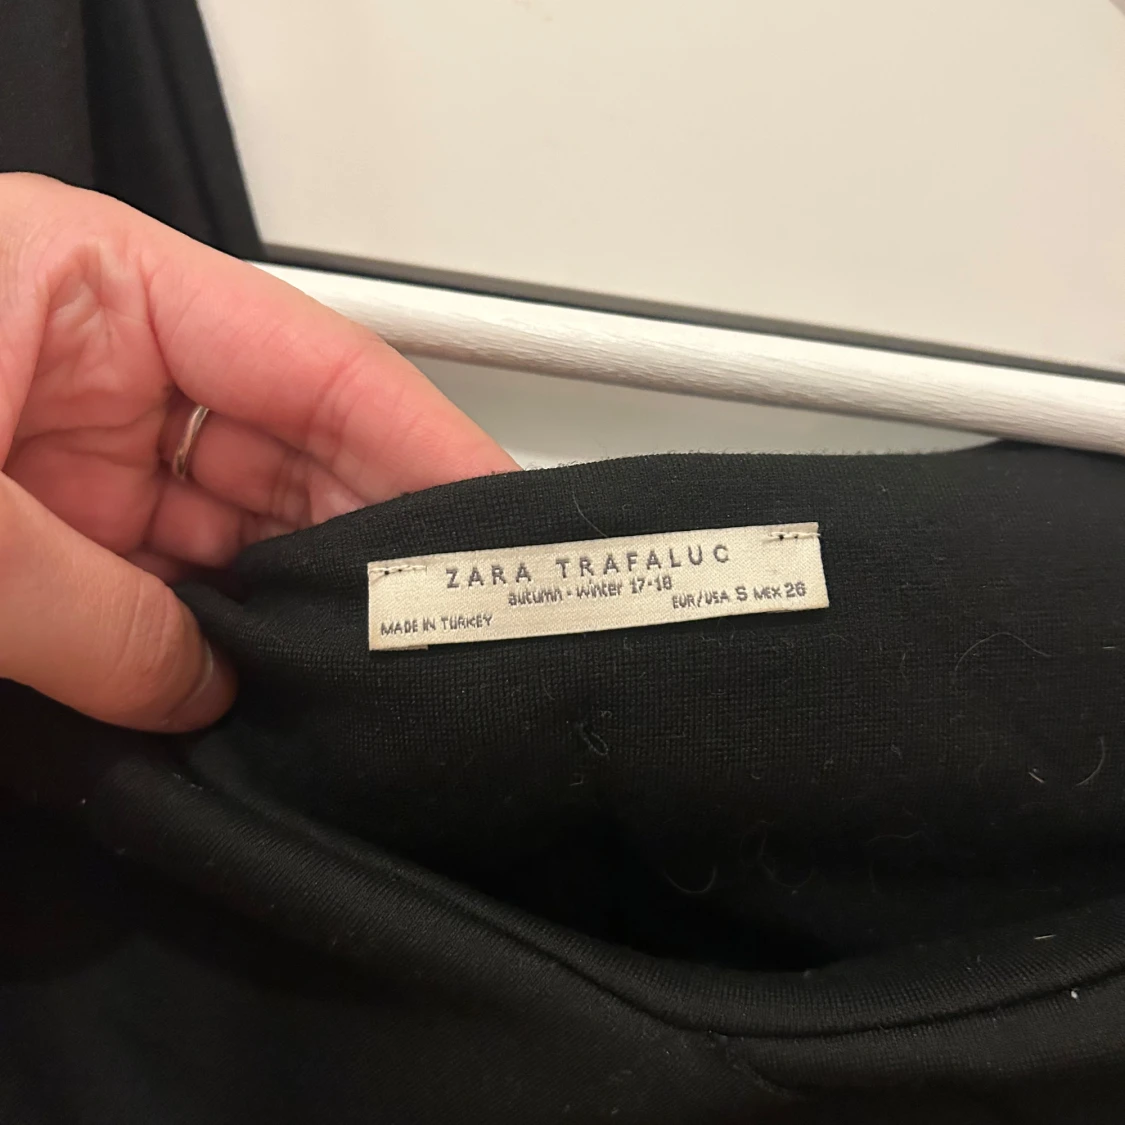 ZARA TRAFALUC
autumn - winter 17-18
EUR/USA S MEX 26
MADE IN TURKEY